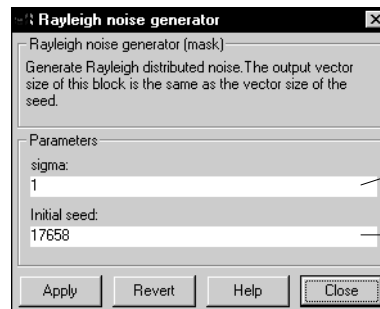 Rayleigh noise generator
Rayleigh noise generator (mask)
Generate Rayleigh distributed noise.The output vector
size of this block is the same as the vector size of the
seed.
Parameters
sigma:
1
Initial seed:
17658
Apply Revert Help Close